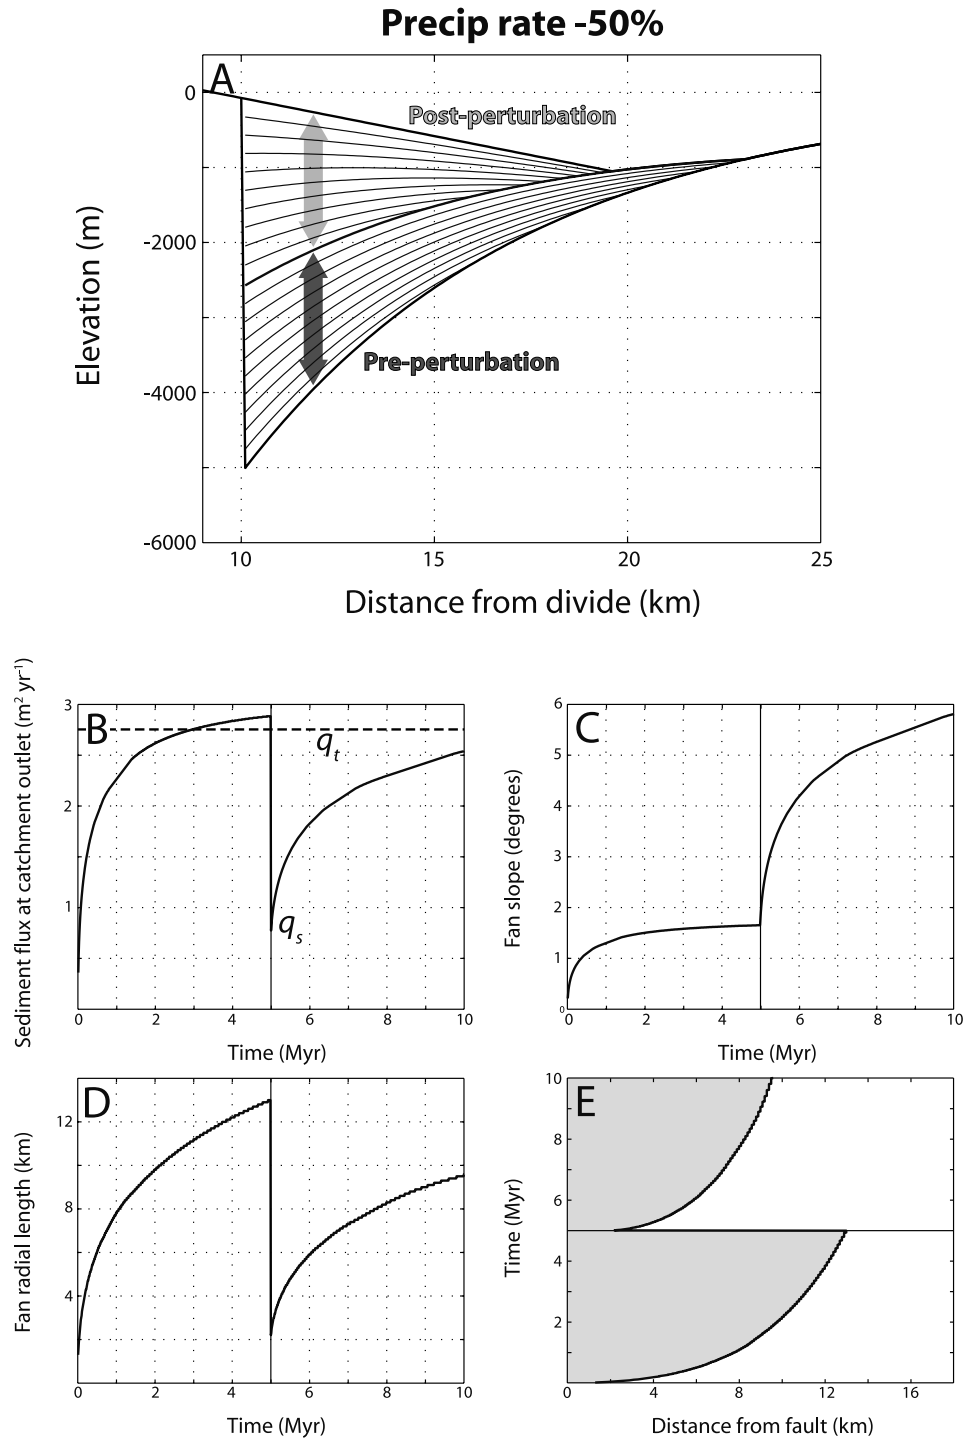 Precip rate -50%
A
Post-perturbation
Pre-perturbation
0
-2000
-4000
-6000
Elevation (m)
10 15 20 25
Distance from divide (km)
B
q_t
q_s
3
2
1
Sediment flux at catchment outlet (m² yr⁻¹)
0 2 4 6 8 10
Time (Myr)
C
6
5
4
3
2
1
0
Fan slope (degrees)
0 2 4 6 8 10
Time (Myr)
D
12
8
4
Fan radial length (km)
0 2 4 6 8 10
Time (Myr)
E
10
8
6
4
2
Time (Myr)
0 4 8 12 16
Distance from fault (km)